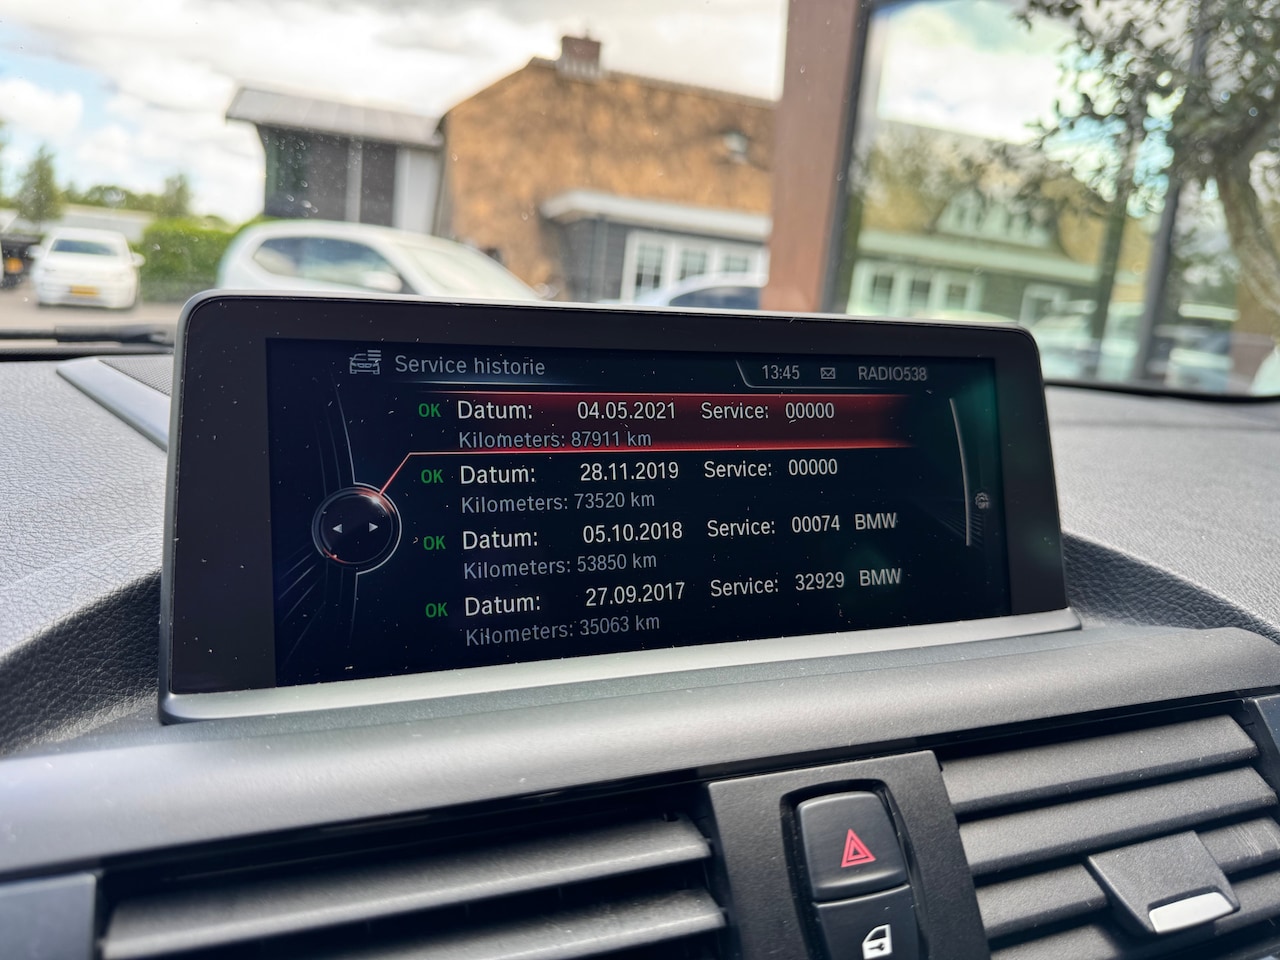 Service historie
13:45 RADIO538
OK Datum: 04.05.2021 Service: 00000
Kilometers: 87911 km
OK Datum: 28.11.2019 Service: 00000
Kilometers: 73520 km
OK Datum: 05.10.2018 Service: 00074 BMW
Kilometers: 53850 km
OK Datum: 27.09.2017 Service: 32929 BMW
Kilometers: 35063 km